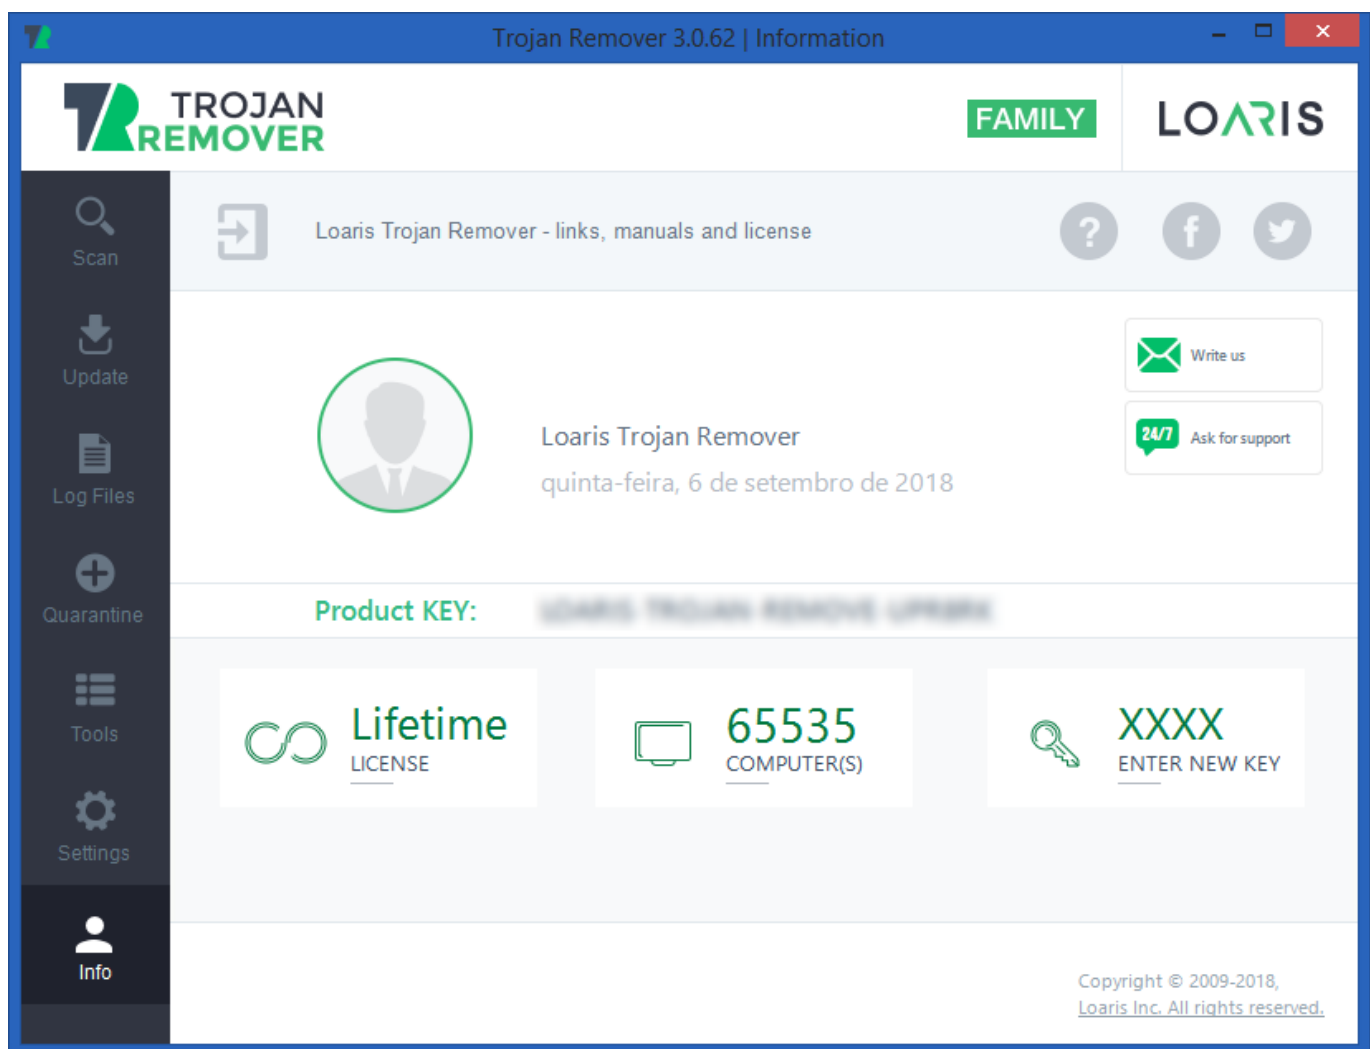 Trojan Remover 3.0.62 | Information
TROJAN
REMOVER
FAMILY
LOARIS
Scan
Loaris Trojan Remover - links, manuals and license
Update
Write us
24/7 Ask for support
Loaris Trojan Remover
quinta-feira, 6 de setembro de 2018
Log Files
Quarantine
Product KEY:
Tools
Lifetime
LICENSE
65535
COMPUTER(S)
XXXX
ENTER NEW KEY
Settings
Info
Copyright © 2009-2018,
Loaris Inc. All rights reserved.